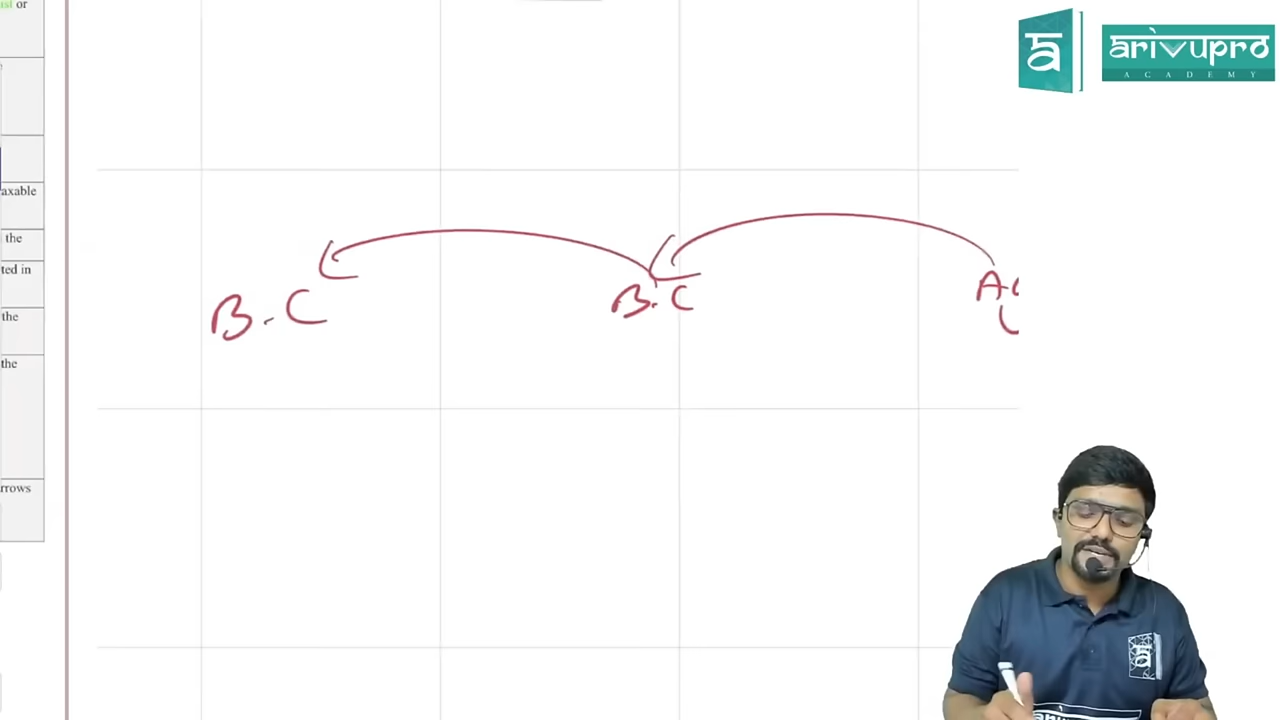 or
axable
the
ted in
the
the
rrows
arivupro
ACADEMY
B.C
B.C